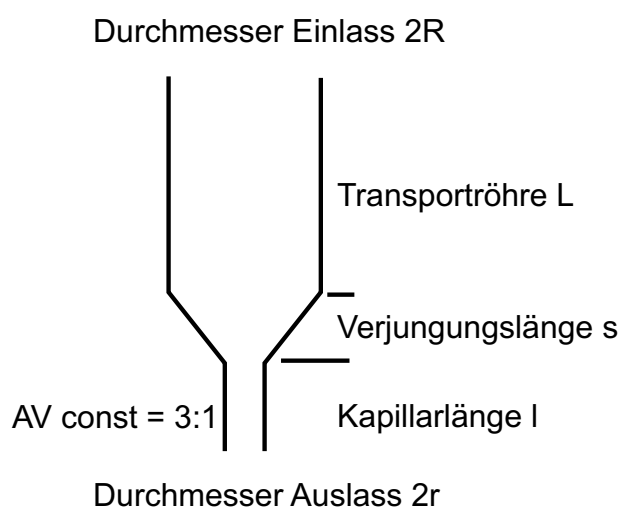 Durchmesser Einlass 2R
Transportröhre L
Verjungungslänge s
AV const = 3:1
Kapillarlänge l
Durchmesser Auslass 2r